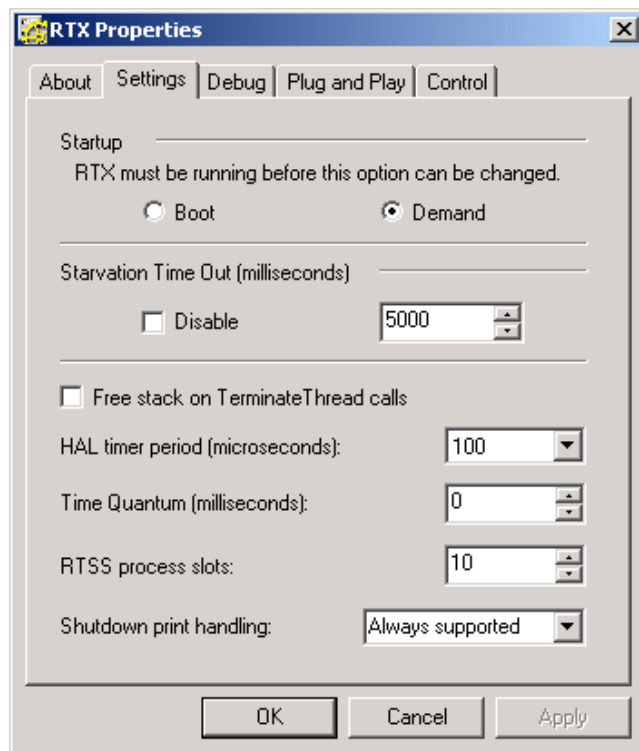 RTX Properties
About Settings Debug Plug and Play Control
Startup
RTX must be running before this option can be changed.
Boot Demand
Starvation Time Out (milliseconds)
Disable 5000
Free stack on TerminateThread calls
HAL timer period (microseconds): 100
Time Quantum (milliseconds): 0
RTSS process slots: 10
Shutdown print handling: Always supported
OK Cancel Apply